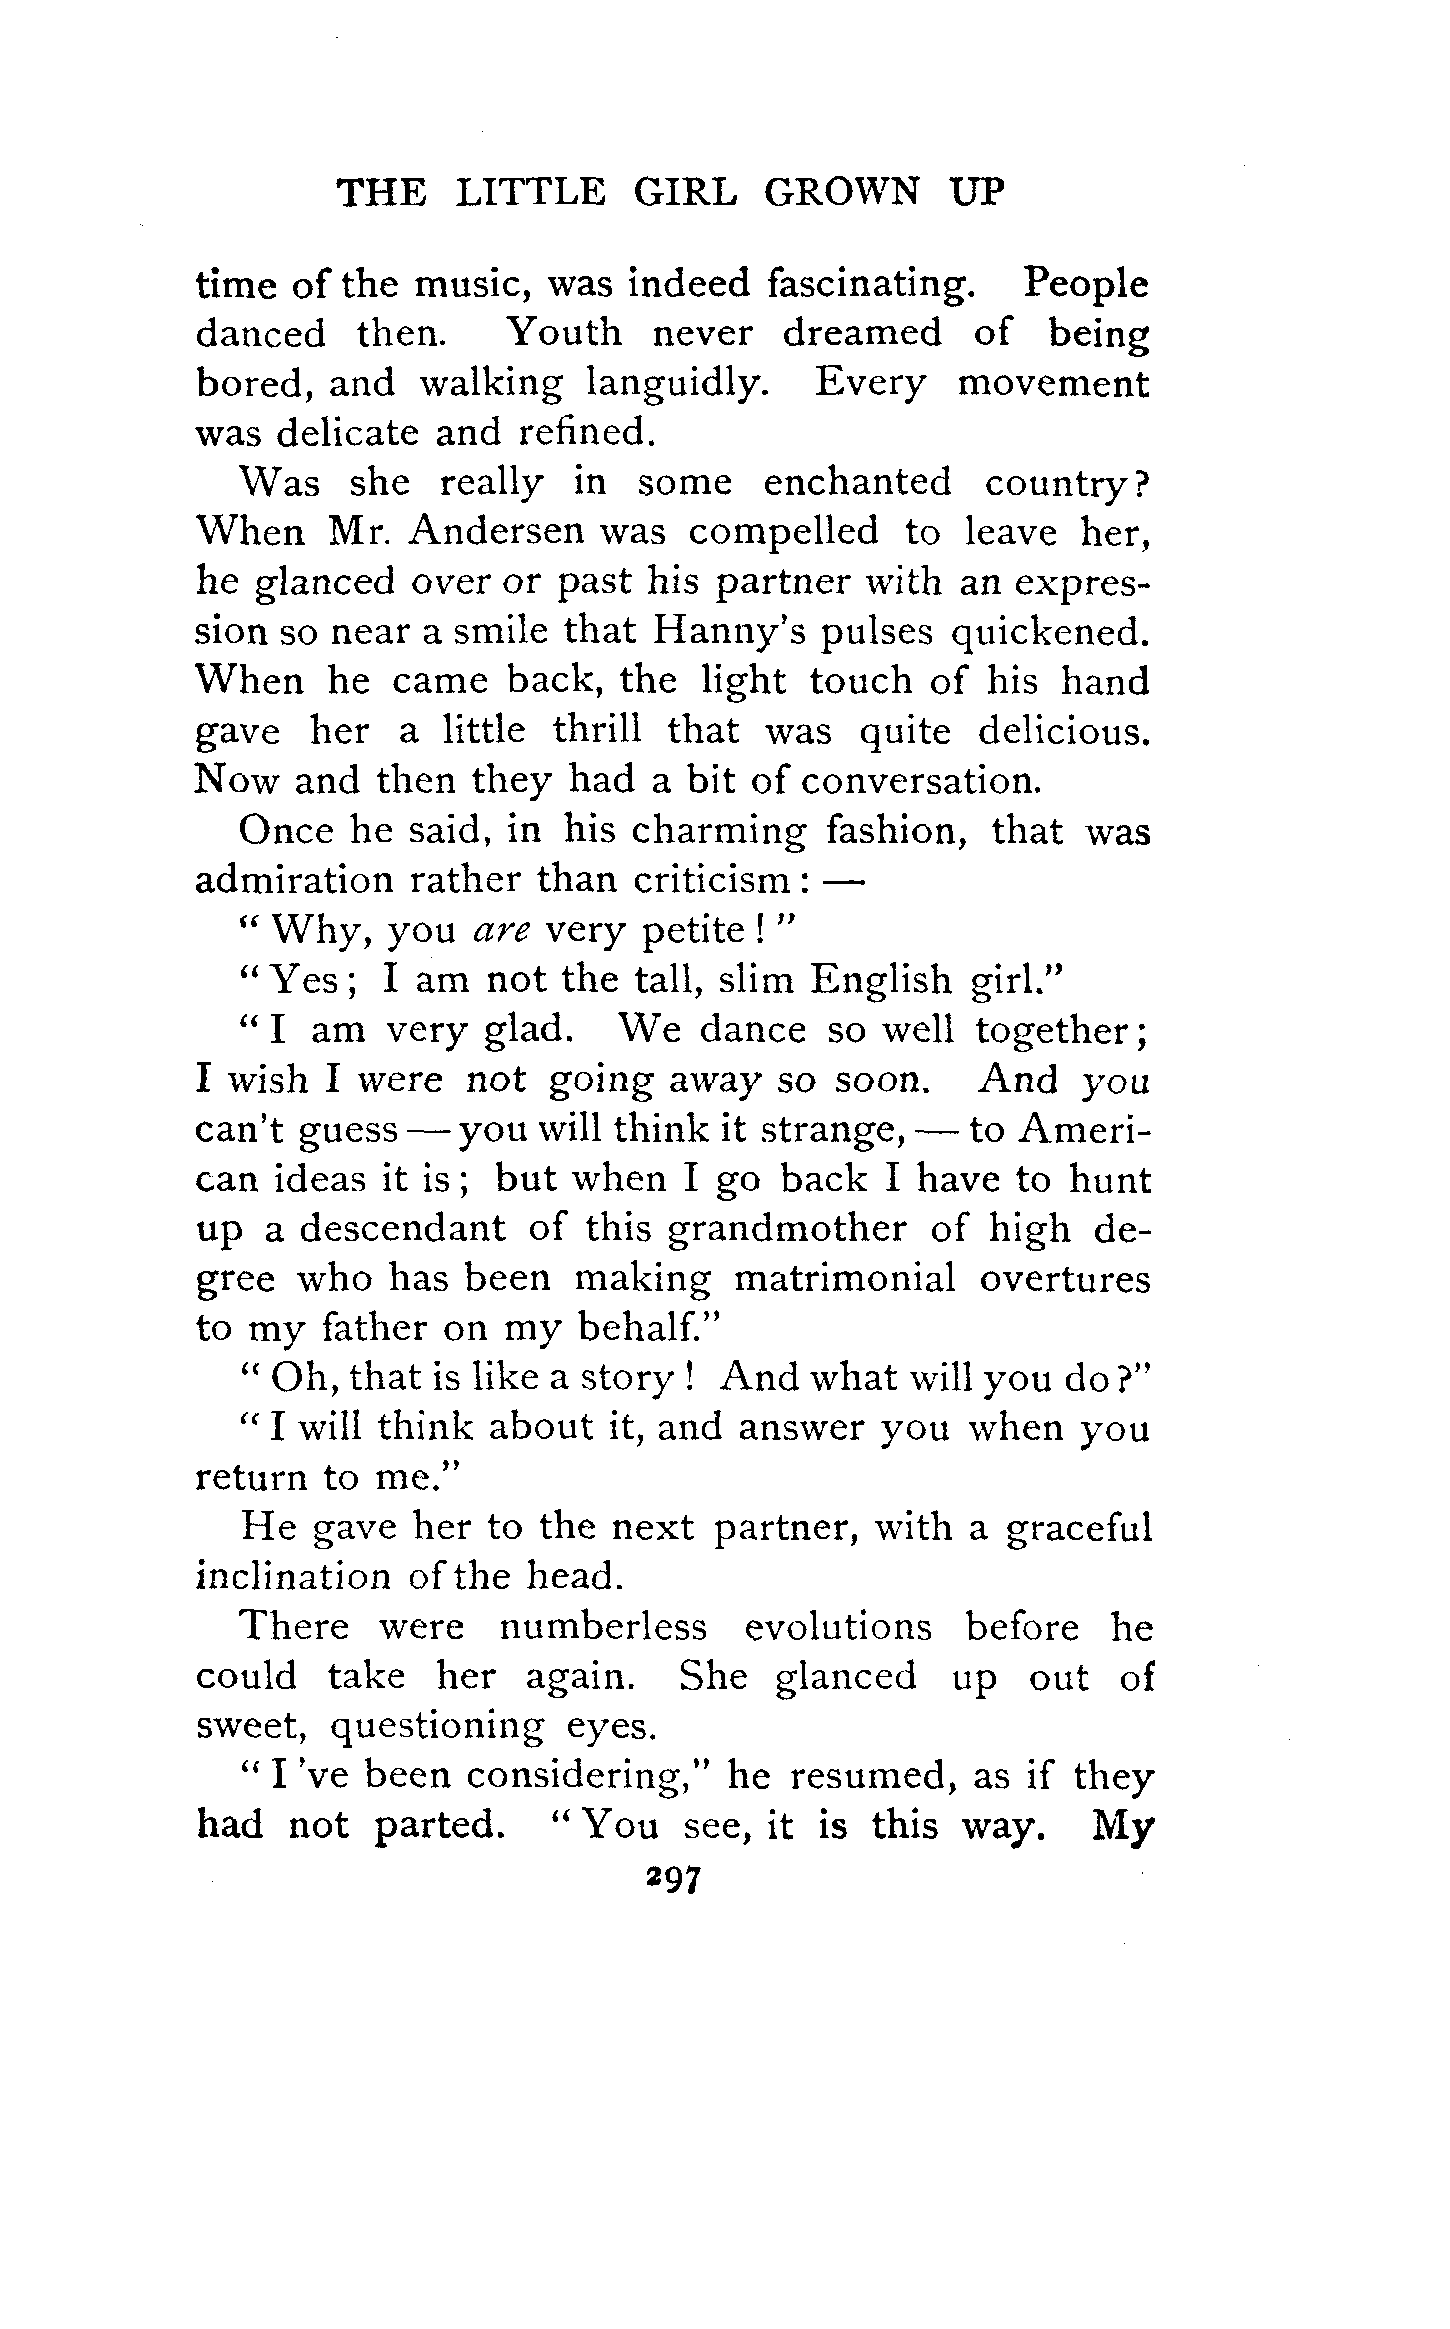 THE LITTLE GIRL GROWN UP
time of the music, was indeed fascinating. People
danced then. Youth never dreamed of being
bored, and walking languidly. Every movement
was delicate and refined.
Was she really in some enchanted country?
When Mr. Andersen was compelled to leave her,
he glanced over or past his partner with an expres-
sion so near a smile that Hanny's pulses quickened.
When he came back, the light touch of his hand
gave her a little thrill that was quite delicious.
Now and then they had a bit of conversation.
Once he said, in his charming fashion, that was
admiration rather than criticism: —
"Why, you are very petite!"
"Yes; I am not the tall, slim English girl."
"I am very glad. We dance so well together;
I wish I were not going away so soon. And you
can't guess — you will think it strange, — to Ameri-
can ideas it is; but when I go back I have to hunt
up a descendant of this grandmother of high de-
gree who has been making matrimonial overtures
to my father on my behalf."
"Oh, that is like a story! And what will you do?"
"I will think about it, and answer you when you
return to me."
He gave her to the next partner, with a graceful
inclination of the head.
There were numberless evolutions before he
could take her again. She glanced up out of
sweet, questioning eyes.
"I 've been considering," he resumed, as if they
had not parted. "You see, it is this way. My
297